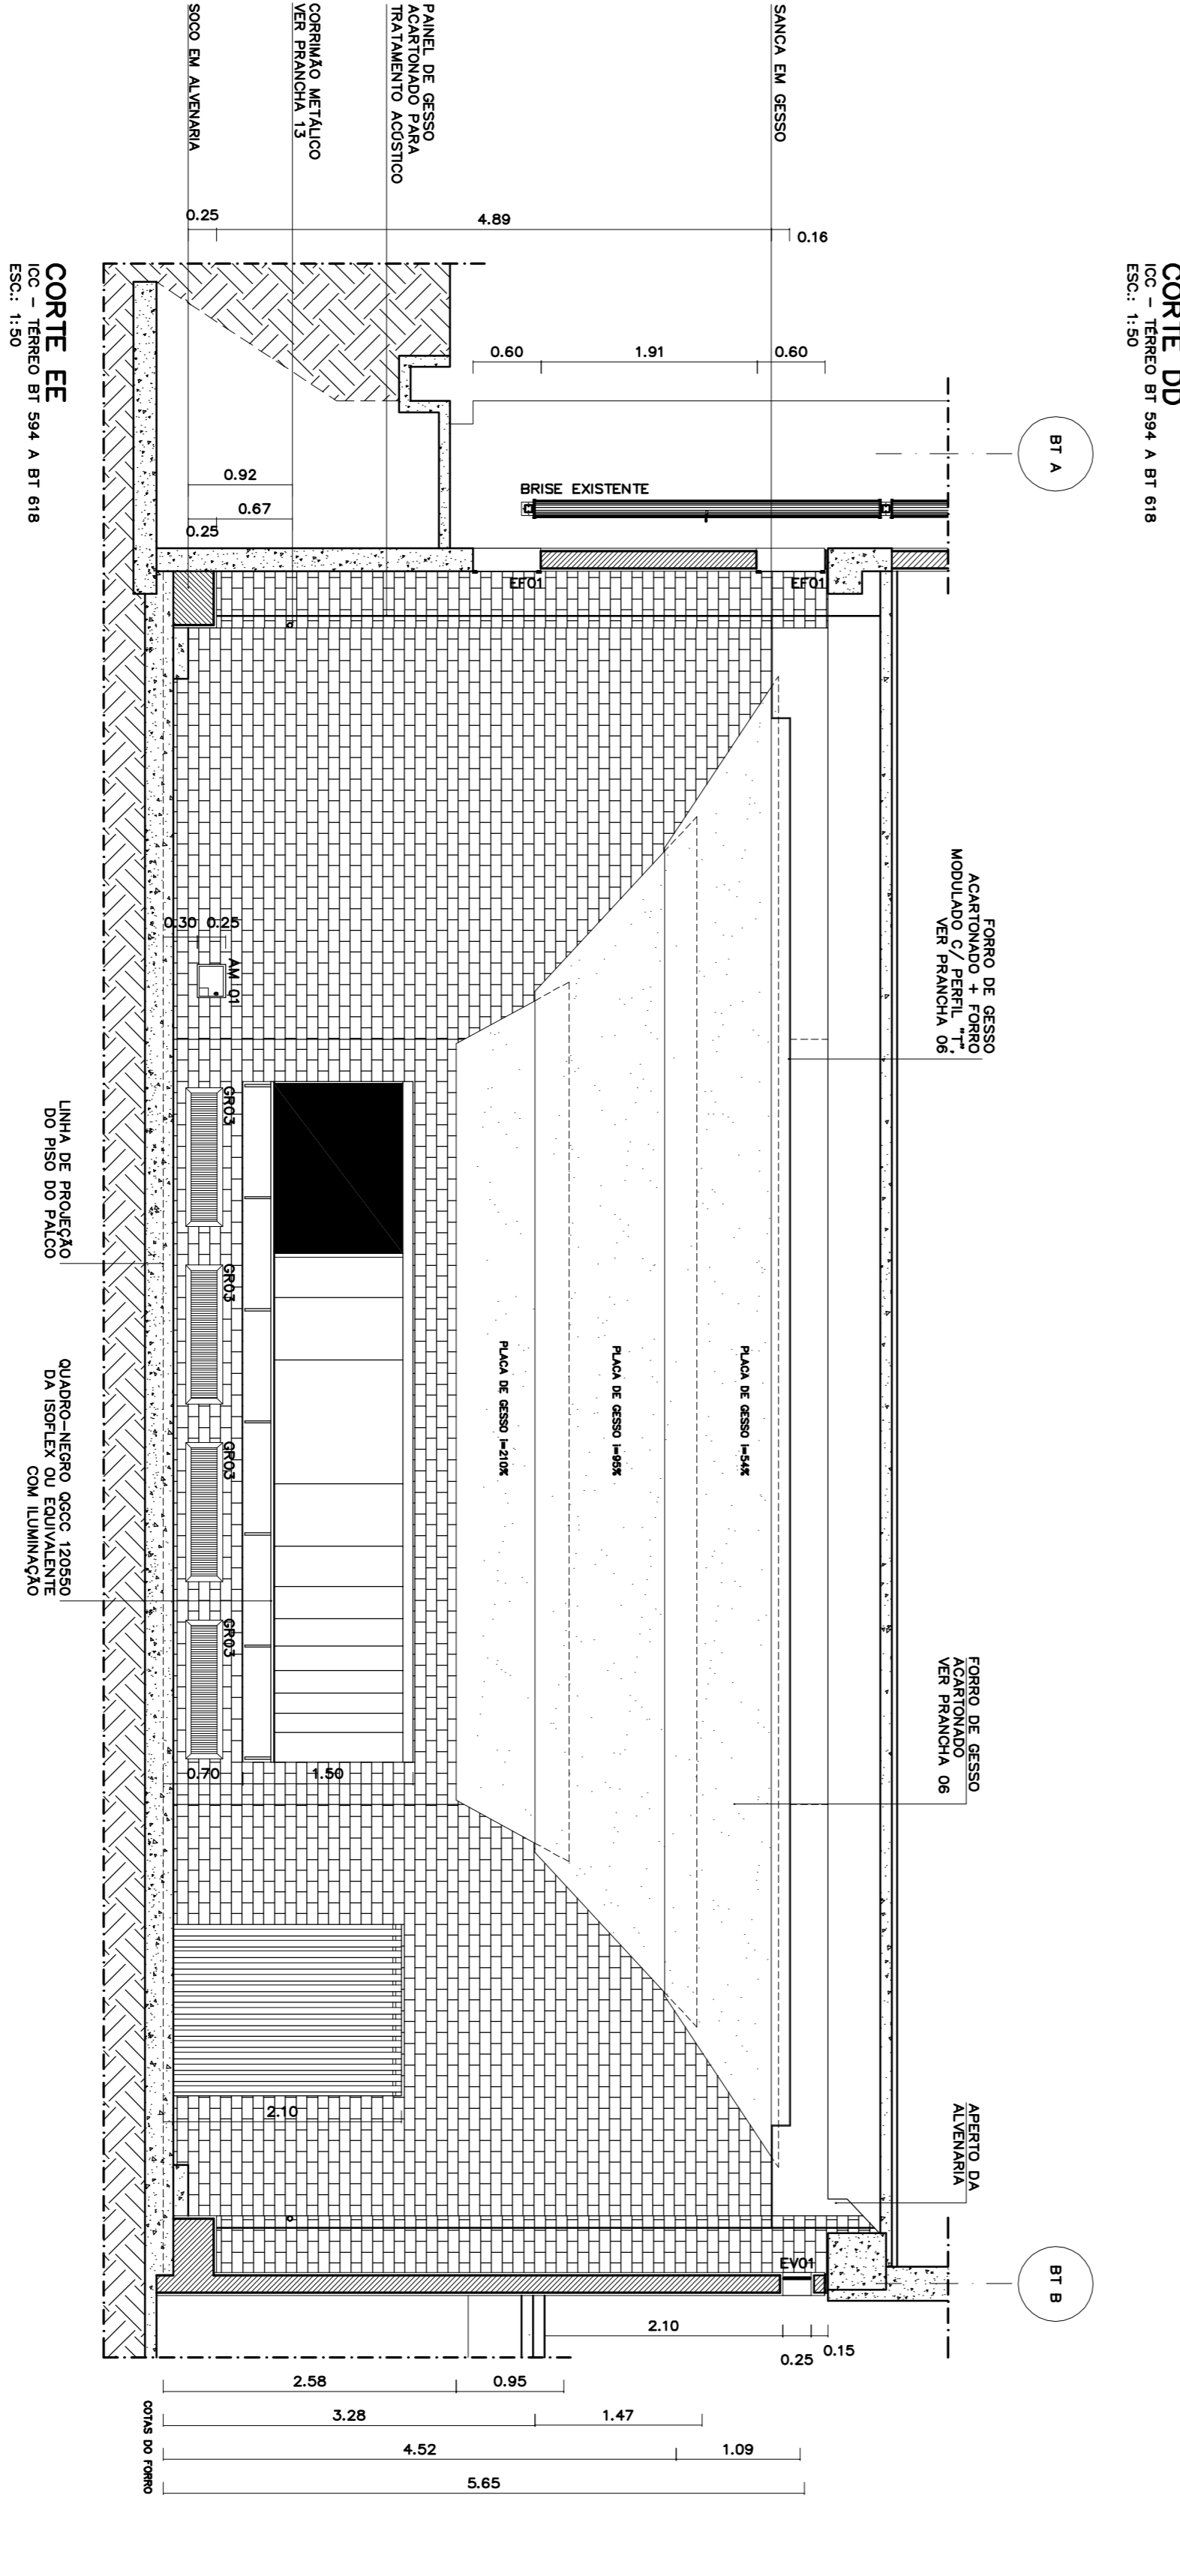 CORTE DD
ICC - TÉRREO BT 594 A BT 618
ESC.: 1:50
BT A
BT B
FORRO DE GESSO
ACARTONADO + FORRO
MODULADO C/ PERFIL "T",
VER PRANCHA 06
FORRO DE GESSO
ACARTONADO
VER PRANCHA 06
APERTO DA
ALVENARIA
SANCA EM GESSO
PAINEL DE GESSO
ACARTONADO PARA
TRATAMENTO ACÚSTICO
CORRIMÃO METÁLICO
VER PRANCHA 13
SOCO EM ALVENARIA
0.25
4.89
0.16
0.60
1.91
0.60
0.92
0.67
0.25
BRISE EXISTENTE
EF01
EF01
PLACA DE GESSO i=54%
PLACA DE GESSO i=95%
PLACA DE GESSO i=210%
0.30
0.25
AM 01
GR03
GR03
GR03
GR03
0.70
1.50
2.10
EV01
2.10
0.25
0.15
2.58
0.95
3.28
1.47
4.52
1.09
5.65
COTAS DO FORRO
LINHA DE PROJEÇÃO
DO PISO DO PALCO
QUADRO-NEGRO QGCC 120550
DA ISOFLEX OU EQUIVALENTE
COM ILUMINAÇÃO
CORTE EE
ICC - TÉRREO BT 594 A BT 618
ESC.: 1:50